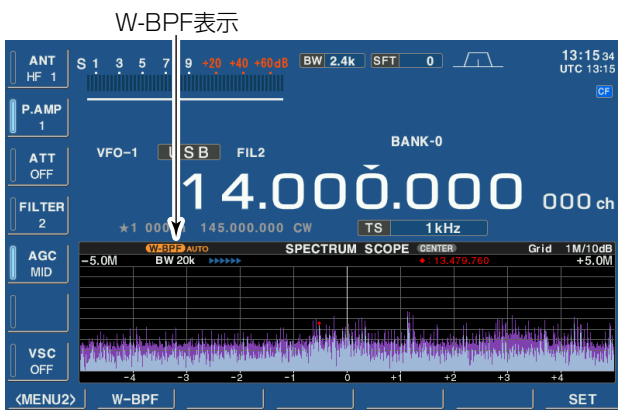 W-BPF表示
ANT
HF 1
S 1 3 5 7 9 +20 +40 +60dB BW 2.4k SFT 0
13:15 34
UTC 13:15
CF
P.AMP
1
BANK-0
VFO-1 USB FIL2
ATT
OFF
14.000.000 000 ch
FILTER
2
145.000.000 CW TS 1kHz
AGC
MID
W-BPF AUTO SPECTRUM SCOPE CENTER Grid 1M/10dB
-5.0M BW 20k ▶▶▶▶▶▶ ◆: 13.479.760 +5.0M
VSC
OFF
-4 -3 -2 -1 0 +1 +2 +3 +4
〈MENU2〉 W-BPF SET